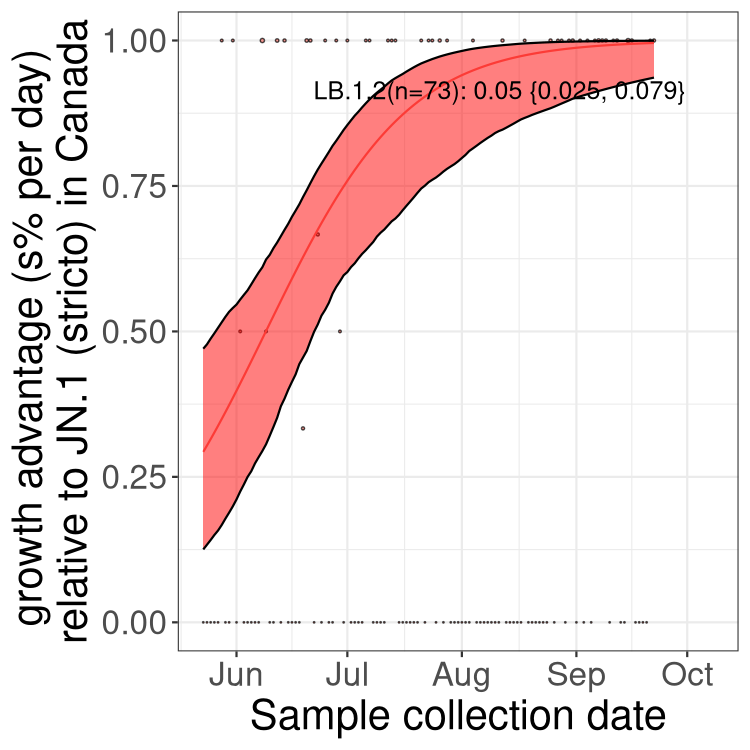 growth advantage (s% per day)
relative to JN.1 (stricto) in Canada
1.00
0.75
0.50
0.25
0.00
LB.1.2(n=73): 0.05 {0.025, 0.079}
Jun Jul Aug Sep Oct
Sample collection date